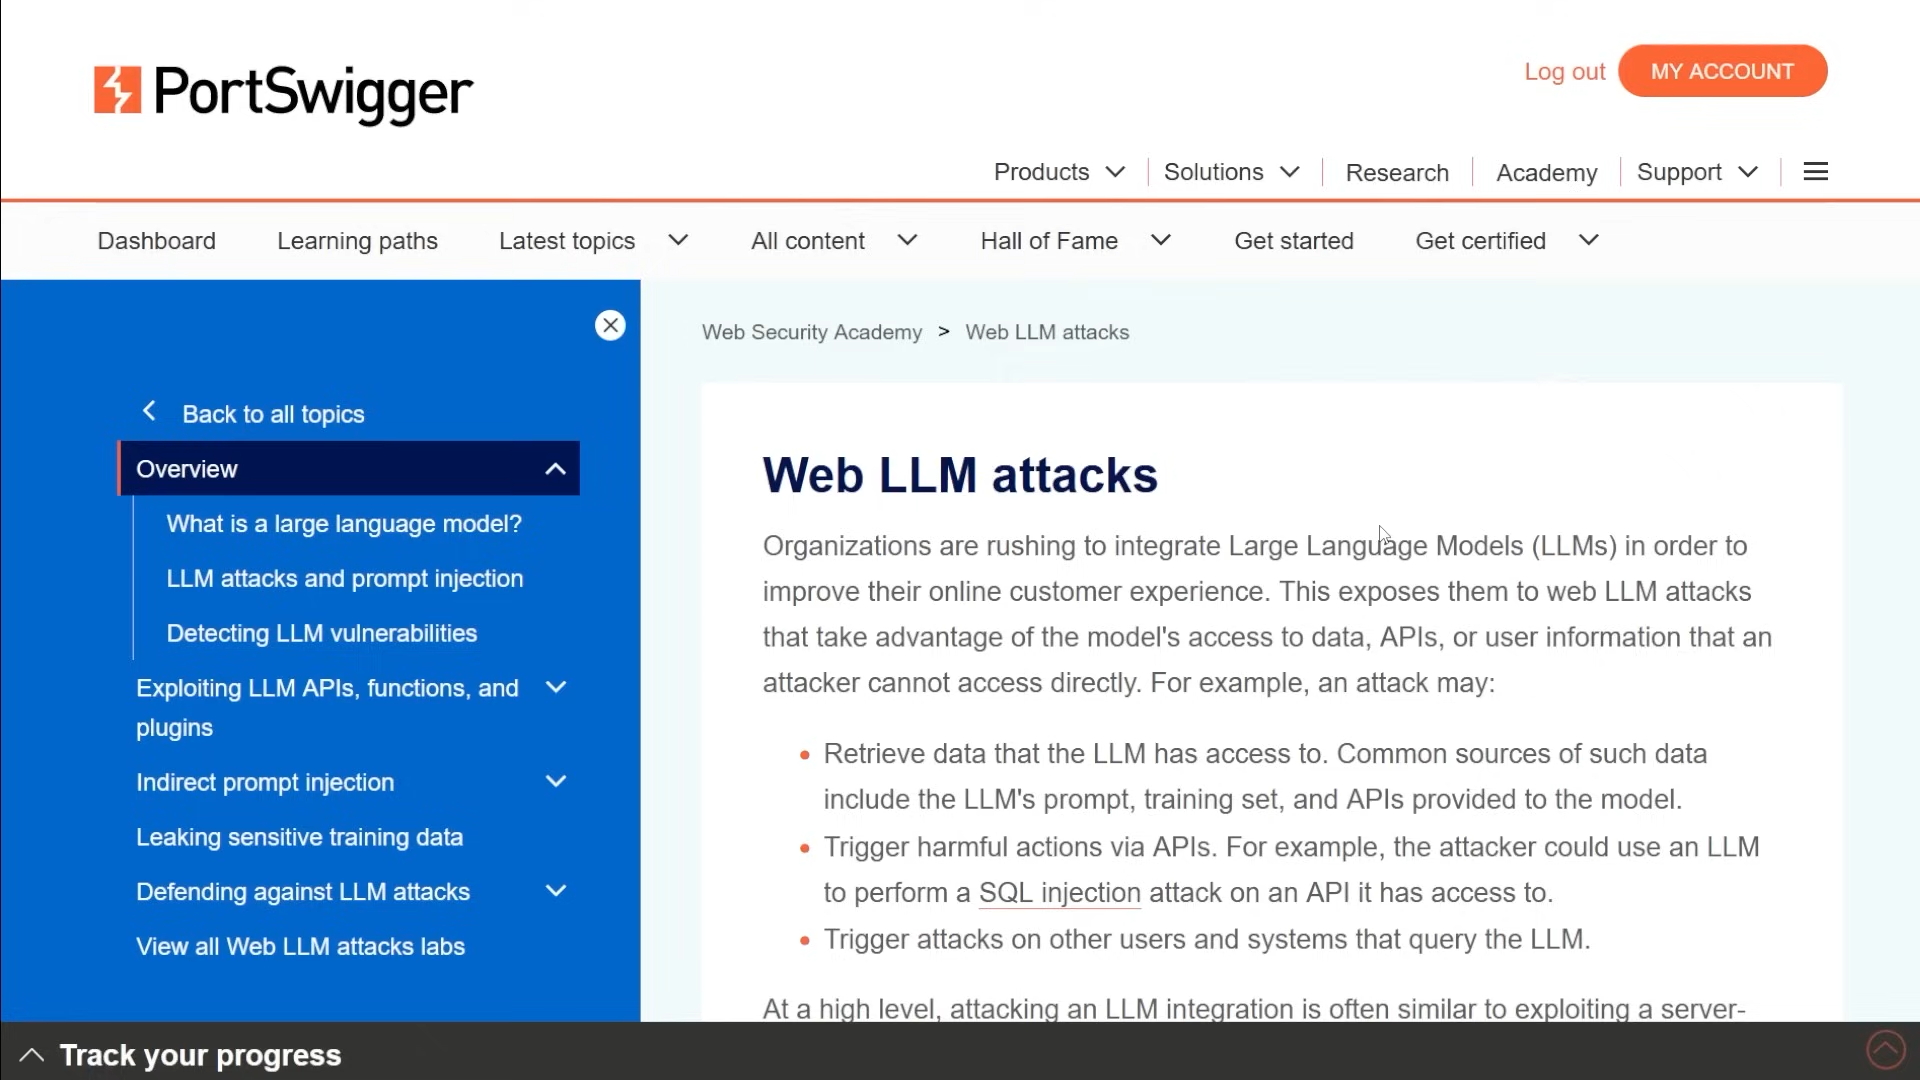 PortSwigger
Log out
MY ACCOUNT
Products
Solutions
Research
Academy
Support
Dashboard
Learning paths
Latest topics
All content
Hall of Fame
Get started
Get certified
Back to all topics
Overview
What is a large language model?
LLM attacks and prompt injection
Detecting LLM vulnerabilities
Exploiting LLM APIs, functions, and
plugins
Indirect prompt injection
Leaking sensitive training data
Defending against LLM attacks
View all Web LLM attacks labs
Web Security Academy > Web LLM attacks
Web LLM attacks
Organizations are rushing to integrate Large Language Models (LLMs) in order to
improve their online customer experience. This exposes them to web LLM attacks
that take advantage of the model's access to data, APIs, or user information that an
attacker cannot access directly. For example, an attack may:
Retrieve data that the LLM has access to. Common sources of such data
include the LLM's prompt, training set, and APIs provided to the model.
Trigger harmful actions via APIs. For example, the attacker could use an LLM
to perform a SQL injection attack on an API it has access to.
Trigger attacks on other users and systems that query the LLM.
At a high level, attacking an LLM integration is often similar to exploiting a server-
Track your progress